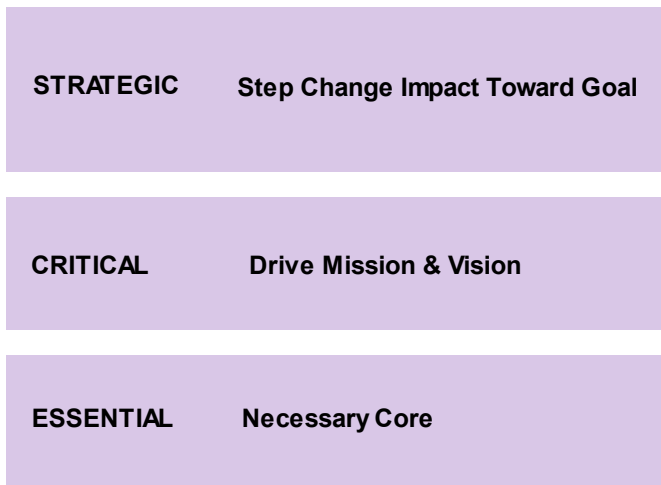 STRATEGIC Step Change Impact Toward Goal
CRITICAL Drive Mission & Vision
ESSENTIAL Necessary Core